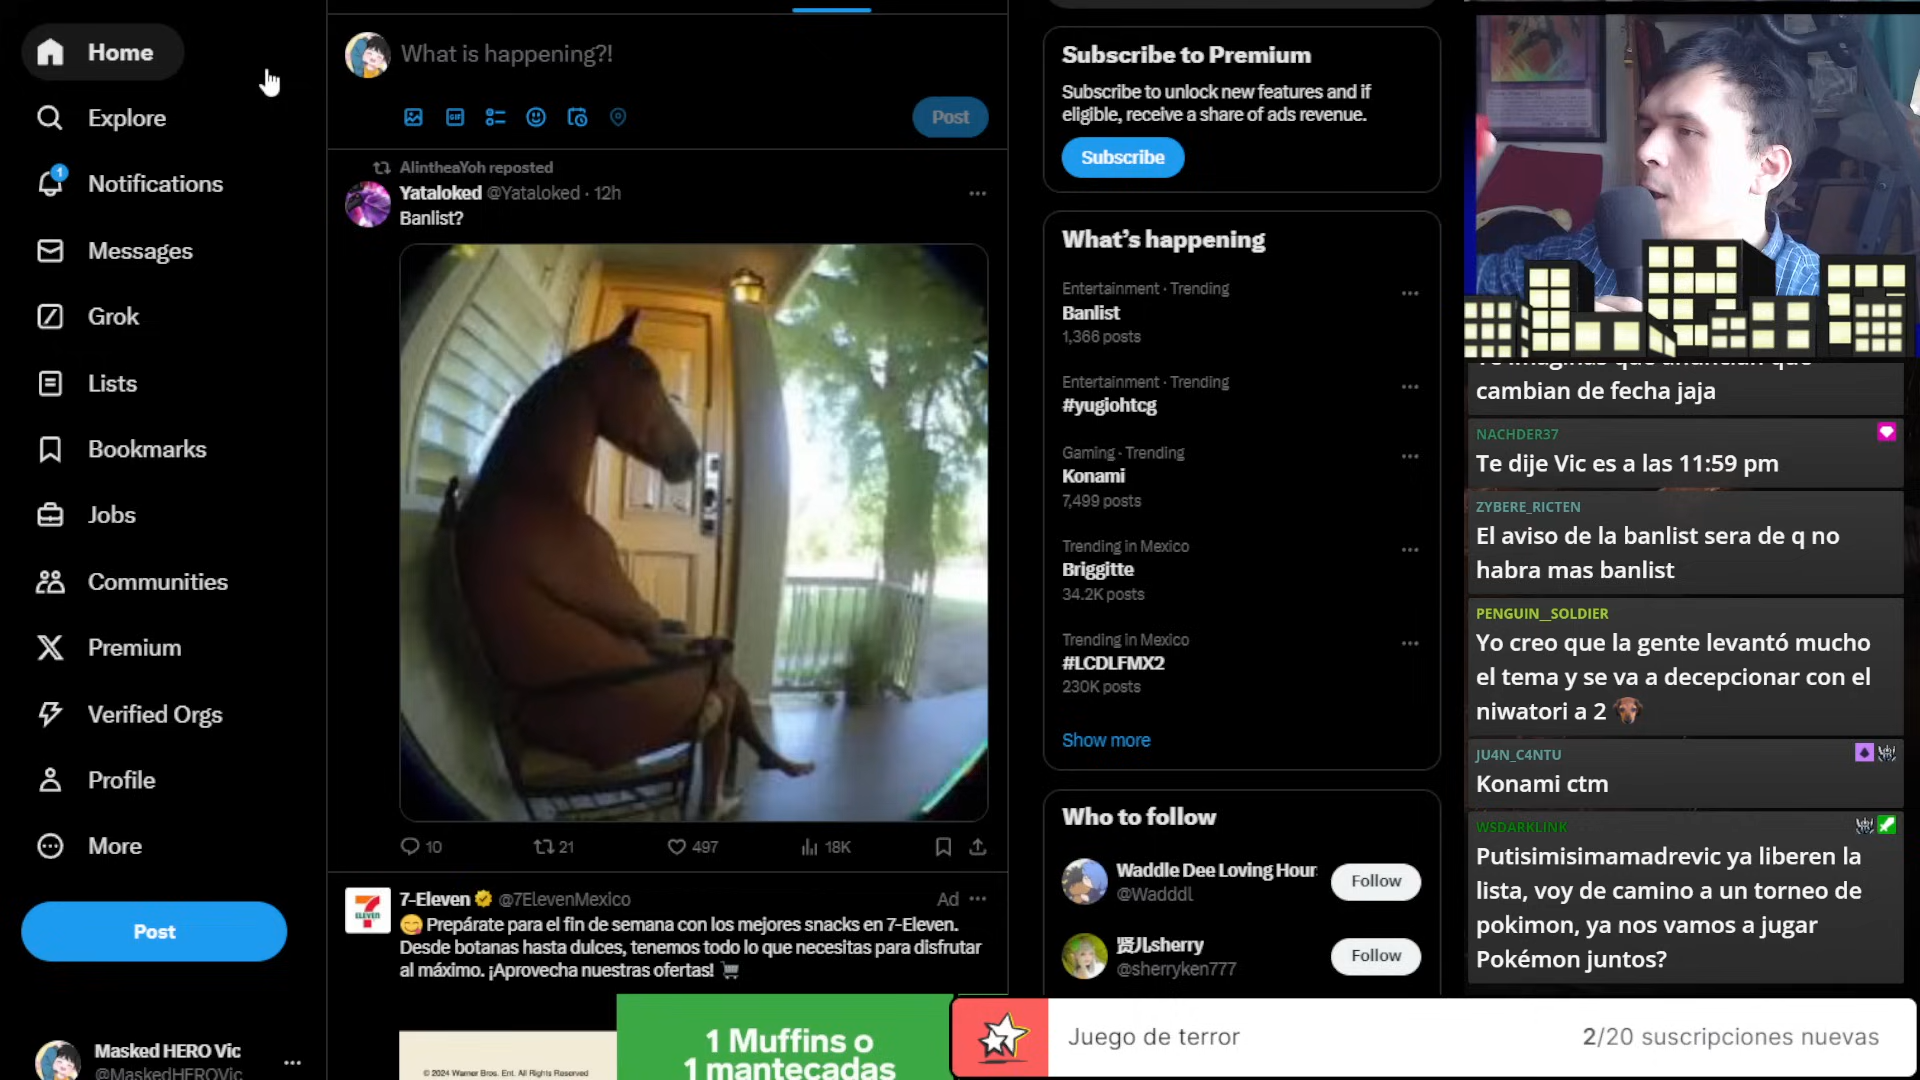 Home
Explore
1
Notifications
Messages
Grok
Lists
Bookmarks
Jobs
Communities
Premium
Verified Orgs
Profile
More
Post
Masked HERO Vic
@MaskedHEROVic
What is happening?!
GIF
Post
AlintheaYoh reposted
Yataloked @Yataloked · 12h
Banlist?
10
21
497
18K
7-Eleven @7ElevenMexico
Ad
ELEVEN
😋 Prepárate para el fin de semana con los mejores snacks en 7-Eleven.
Desde botanas hasta dulces, tenemos todo lo que necesitas para disfrutar
al máximo. ¡Aprovecha nuestras ofertas! 🛒
© 2024 Warner Bros. Ent. All Rights Reserved
1 Muffins o
1 mantecadas
Subscribe to Premium
Subscribe to unlock new features and if
eligible, receive a share of ads revenue.
Subscribe
What's happening
Entertainment · Trending
Banlist
1,366 posts
Entertainment · Trending
#yugiohtcg
Gaming · Trending
Konami
7,499 posts
Trending in Mexico
Briggitte
34.2K posts
Trending in Mexico
#LCDLFMX2
230K posts
Show more
Who to follow
Waddle Dee Loving Hour
@Wadddl
Follow
贤儿sherry
@sherryken777
Follow
cambian de fecha jaja
NACHDER37
Te dije Vic es a las 11:59 pm
ZYBERE_RICTEN
El aviso de la banlist sera de q no
habra mas banlist
PENGUIN__SOLDIER
Yo creo que la gente levantó mucho
el tema y se va a decepcionar con el
niwatori a 2
JU4N_C4NTU
Konami ctm
WSDARKLINK
Putisimisimamadrevic ya liberen la
lista, voy de camino a un torneo de
pokimon, ya nos vamos a jugar
Pokémon juntos?
Juego de terror
2/20 suscripciones nuevas